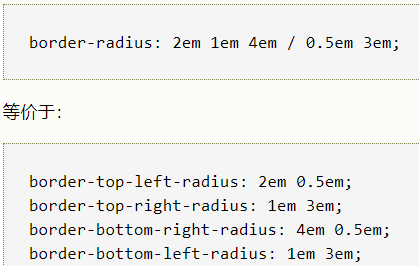 border-radius: 2em 1em 4em / 0.5em 3em;
等价于:
border-top-left-radius: 2em 0.5em;
border-top-right-radius: 1em 3em;
border-bottom-right-radius: 4em 0.5em;
border-bottom-left-radius: 1em 3em;